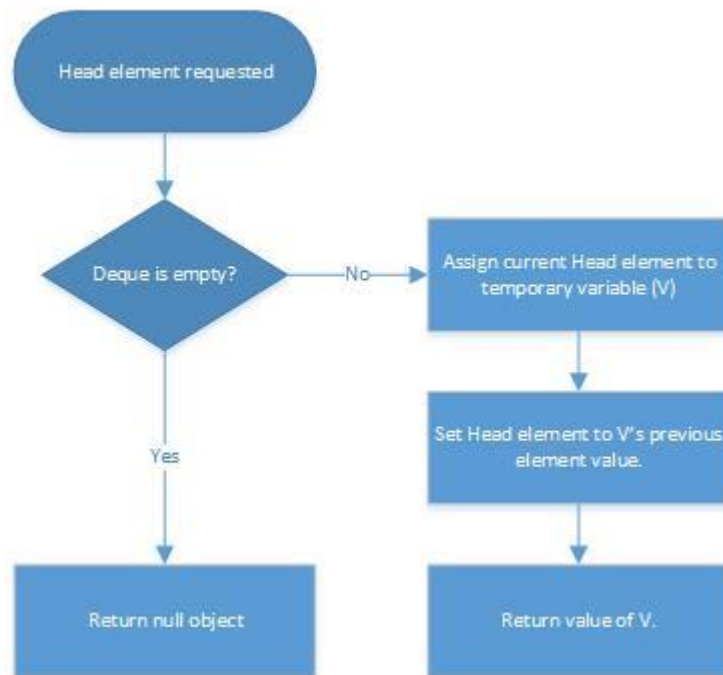 Head element requested
Deque is empty?
No
Assign current Head element to
temporary variable (V)
Set Head element to V's previous
element value.
Yes
Return null object
Return value of V.